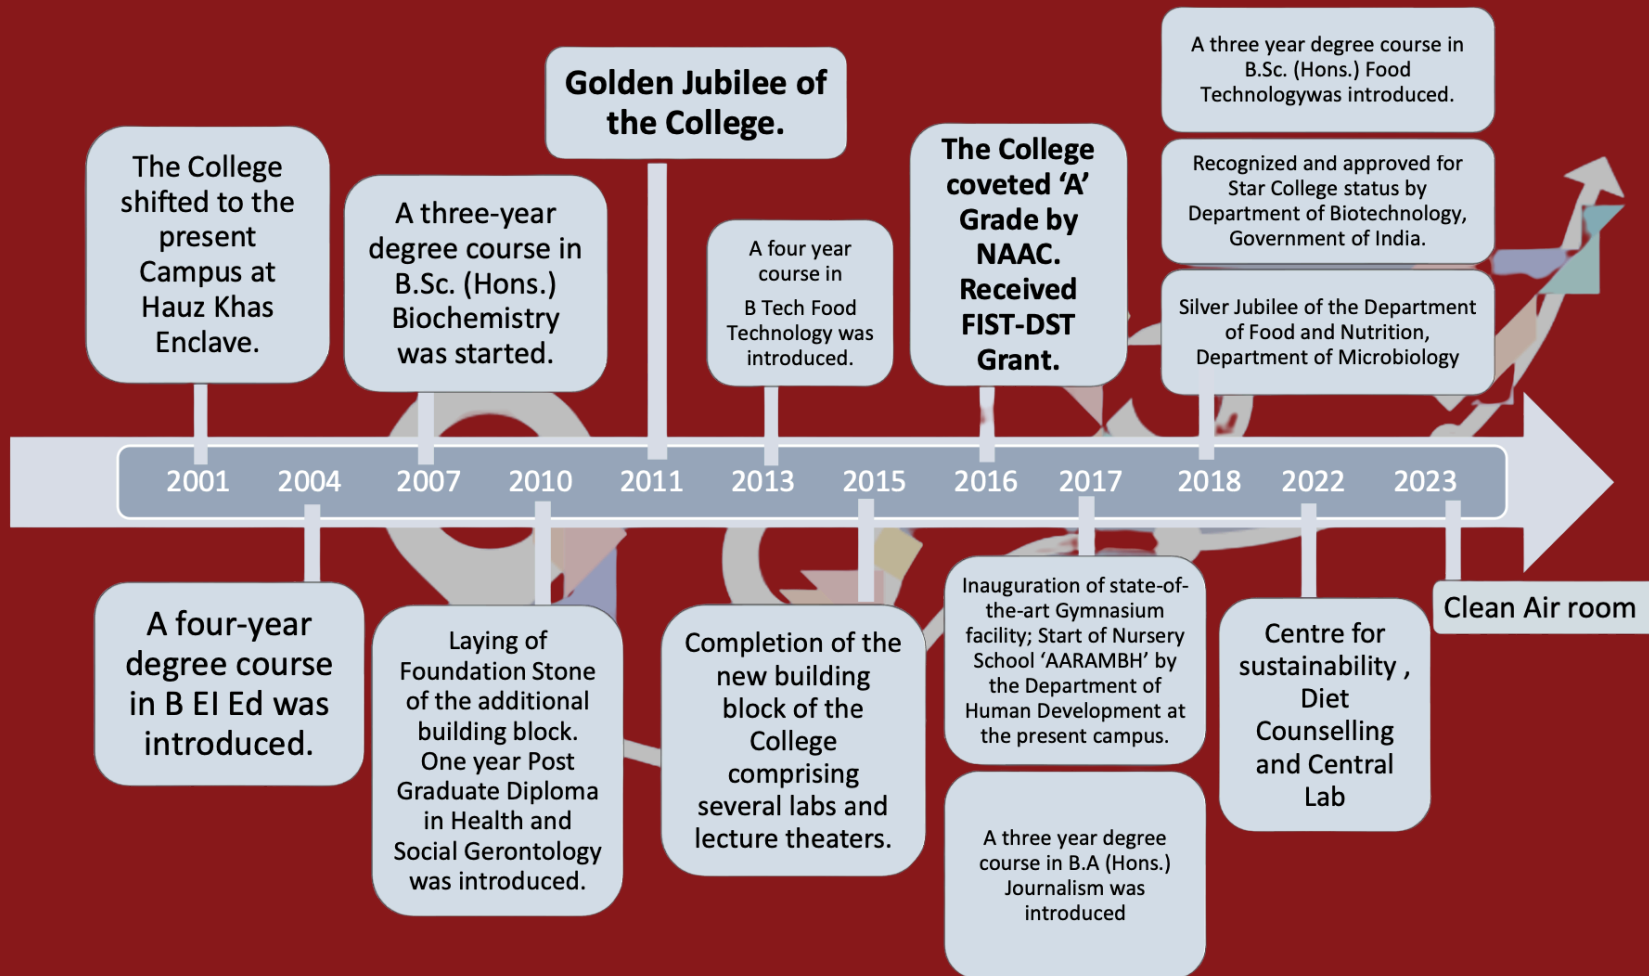 The College
shifted to the
present
Campus at
Hauz Khas
Enclave.
A three-year
degree course in
B.Sc. (Hons.)
Biochemistry
was started.
Golden Jubilee of
the College.
A four year
course in
B Tech Food
Technology was
introduced.
The College
coveted ‘A’
Grade by
NAAC.
Received
FIST-DST
Grant.
A three year degree course in
B.Sc. (Hons.) Food
Technologywas introduced.
Recognized and approved for
Star College status by
Department of Biotechnology,
Government of India.
Silver Jubilee of the Department
of Food and Nutrition,
Department of Microbiology
2001 2004 2007 2010 2011 2013 2015 2016 2017 2018 2022 2023
A four-year
degree course
in B EI Ed was
introduced.
Laying of
Foundation Stone
of the additional
building block.
One year Post
Graduate Diploma
in Health and
Social Gerontology
was introduced.
Completion of the
new building
block of the
College
comprising
several labs and
lecture theaters.
Inauguration of state-of-
the-art Gymnasium
facility; Start of Nursery
School ‘AARAMBH’ by
the Department of
Human Development at
the present campus.
A three year degree
course in B.A (Hons.)
Journalism was
introduced
Centre for
sustainability ,
Diet
Counselling
and Central
Lab
Clean Air room